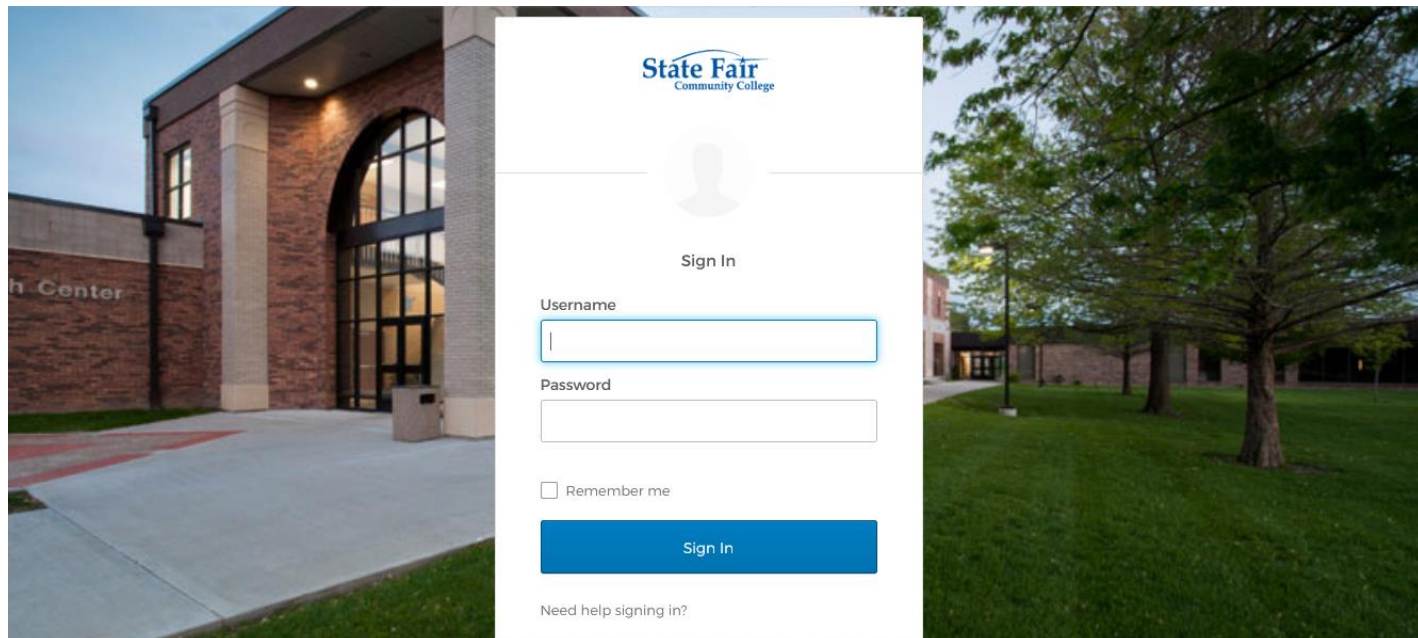 h Center
State Fair
Community College
Sign In
Username
Password
Remember me
Sign In
Need help signing in?